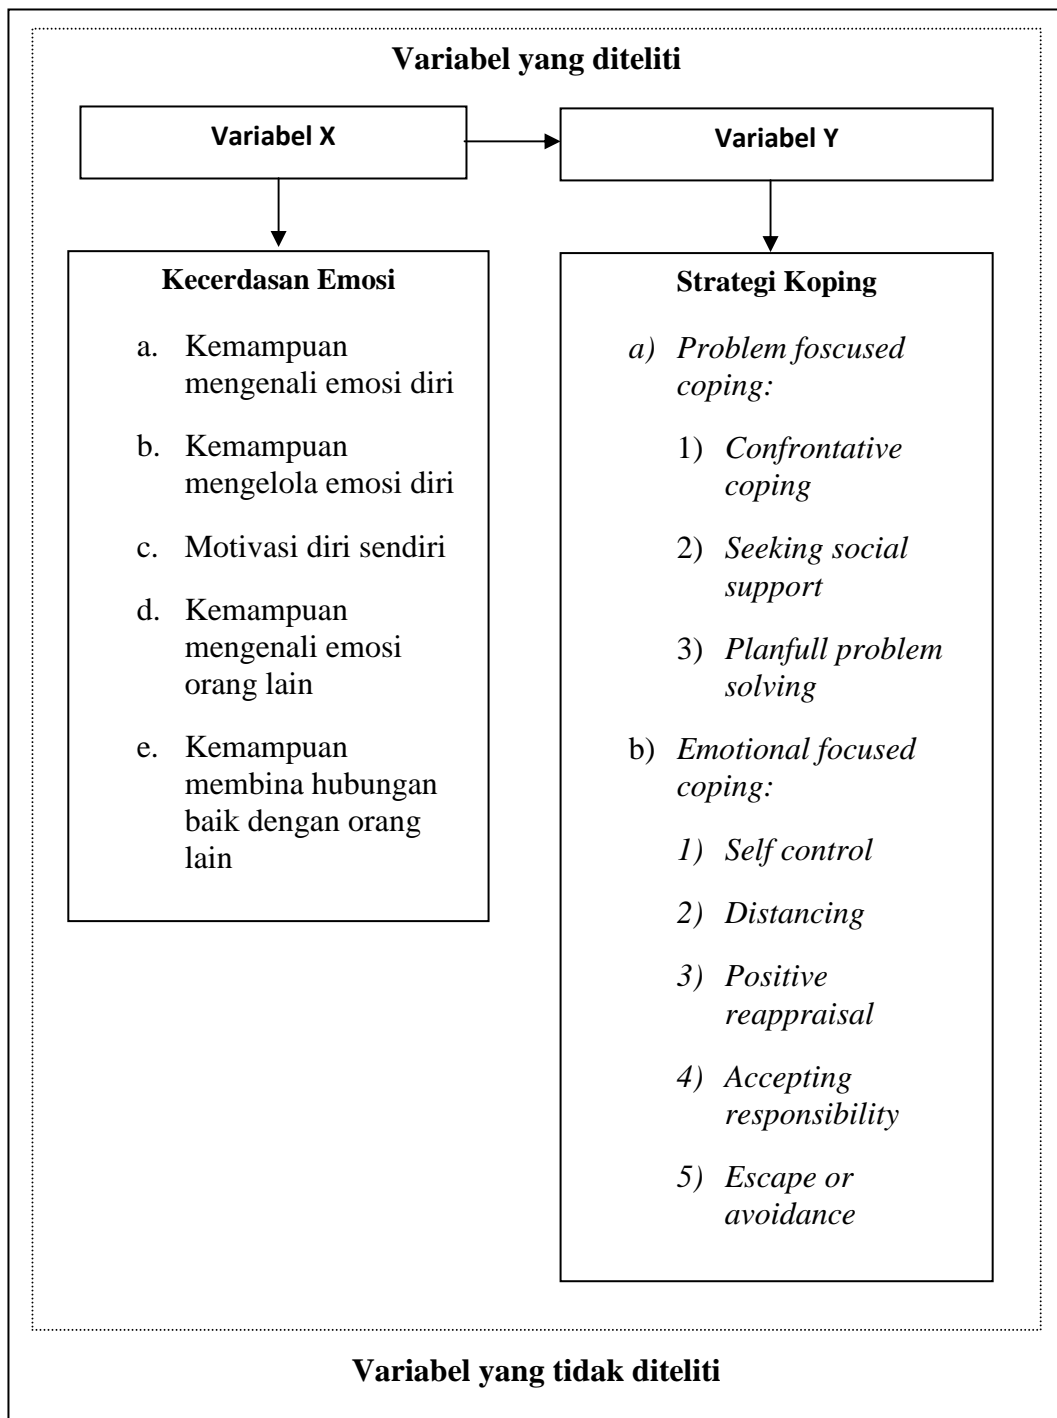 Variabel yang diteliti
Variabel X
Variabel Y
Kecerdasan Emosi
a. Kemampuan
mengenali emosi diri
b. Kemampuan
mengelola emosi diri
c. Motivasi diri sendiri
d. Kemampuan
mengenali emosi
orang lain
e. Kemampuan
membina hubungan
baik dengan orang
lain
Strategi Koping
a) Problem foscused
coping:
1) Confrontative
coping
2) Seeking social
support
3) Planfull problem
solving
b) Emotional focused
coping:
1) Self control
2) Distancing
3) Positive
reappraisal
4) Accepting
responsibility
5) Escape or
avoidance
Variabel yang tidak diteliti